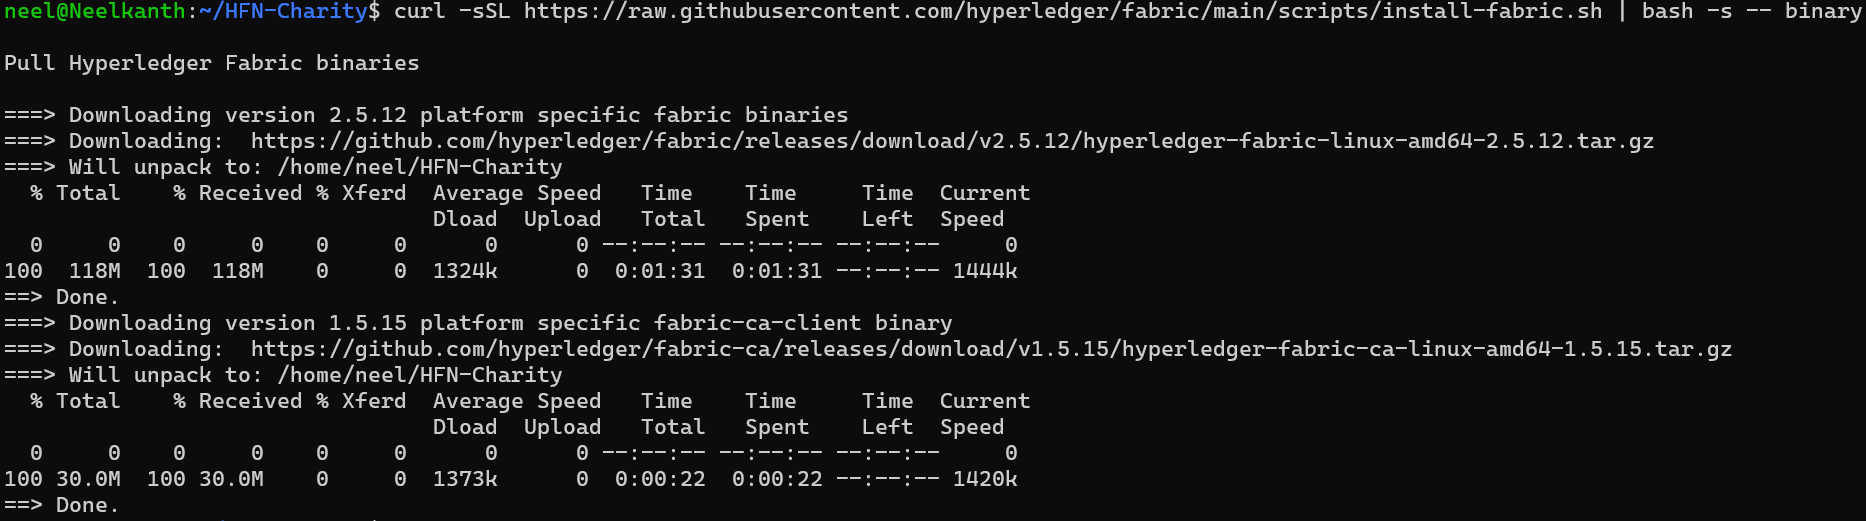 neel@Neelkanth:~/HFN-Charity$ curl -sSL https://raw.githubusercontent.com/hyperledger/fabric/main/scripts/install-fabric.sh | bash -s -- binary
Pull Hyperledger Fabric binaries
===> Downloading version 2.5.12 platform specific fabric binaries
===> Downloading:  https://github.com/hyperledger/fabric/releases/download/v2.5.12/hyperledger-fabric-linux-amd64-2.5.12.tar.gz
===> Will unpack to: /home/neel/HFN-Charity
  % Total    % Received % Xferd  Average Speed   Time    Time     Time  Current
                                 Dload  Upload   Total   Spent    Left  Speed
  0     0    0     0    0     0      0      0 --:--:-- --:--:-- --:--:--     0
100  118M  100  118M    0     0  1324k      0  0:01:31  0:01:31 --:--:-- 1444k
==> Done.
===> Downloading version 1.5.15 platform specific fabric-ca-client binary
===> Downloading:  https://github.com/hyperledger/fabric-ca/releases/download/v1.5.15/hyperledger-fabric-ca-linux-amd64-1.5.15.tar.gz
===> Will unpack to: /home/neel/HFN-Charity
  % Total    % Received % Xferd  Average Speed   Time    Time     Time  Current
                                 Dload  Upload   Total   Spent    Left  Speed
  0     0    0     0    0     0      0      0 --:--:-- --:--:-- --:--:--     0
100 30.0M  100 30.0M    0     0  1373k      0  0:00:22  0:00:22 --:--:-- 1420k
==> Done.